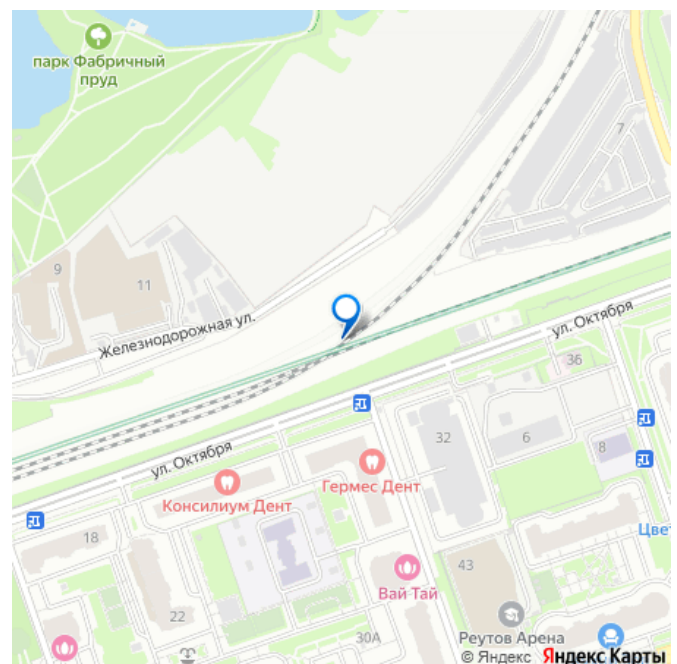 парк Фабричный
пруд
7
9
11
Железнодорожная ул.
ул. Октября
36
32
6
8
ул. Октября
Гермес Дент
Консилиум Дент
18
43
Цвет
Вай Тай
22
30А
Реутов Арена
© Яндекс Яндекс Карты